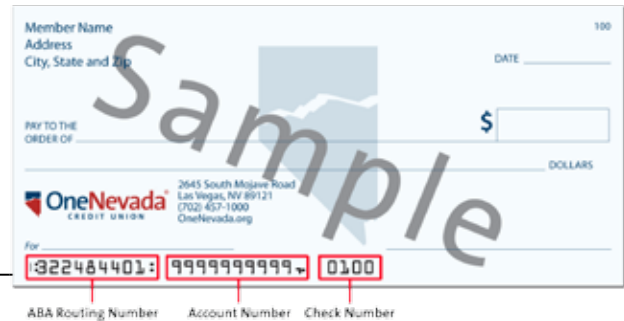 Member Name
100
Address
City, State and Zip
DATE
Sample
PAY TO THE
ORDER OF
$
DOLLARS
OneNevada
CREDIT UNION
2645 South Mojave Road
Las Vegas, NV 89121
(702) 457-1000
OneNevada.org
For
⑆322484401⑆ 9999999999⑈ 0100
ABA Routing Number Account Number Check Number